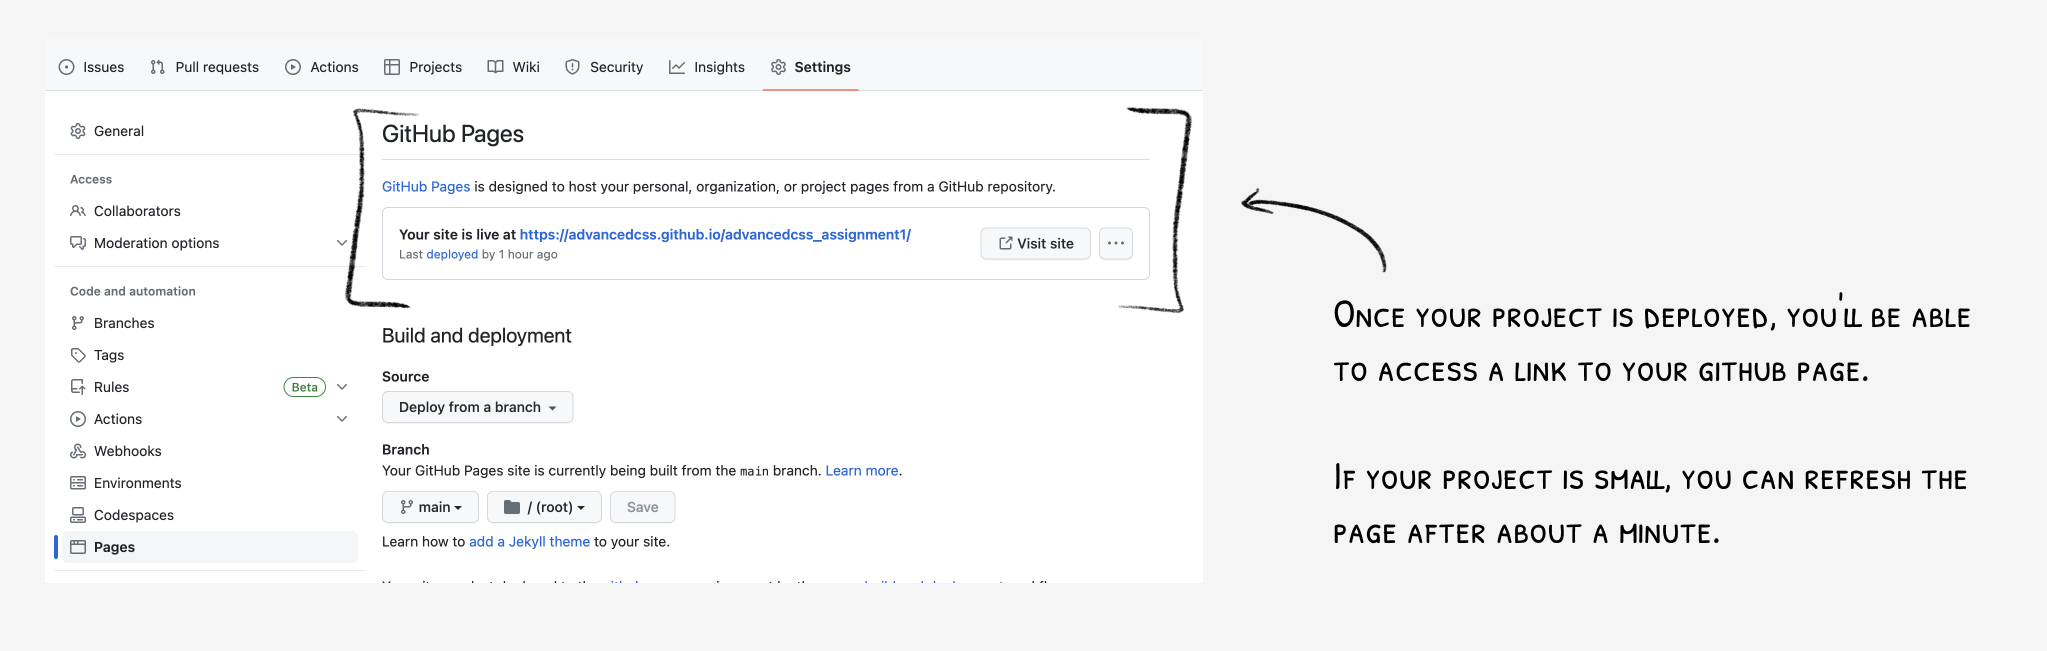 Issues Pull requests Actions Projects Wiki Security Insights Settings
General
Access
Collaborators
Moderation options
Code and automation
Branches
Tags
Rules Beta
Actions
Webhooks
Environments
Codespaces
Pages
GitHub Pages
GitHub Pages is designed to host your personal, organization, or project pages from a GitHub repository.
Your site is live at https://advancedcss.github.io/advancedcss_assignment1/
Last deployed by 1 hour ago
Visit site
Build and deployment
Source
Deploy from a branch
Branch
Your GitHub Pages site is currently being built from the main branch. Learn more.
main / (root) Save
Learn how to add a Jekyll theme to your site.
Once your project is deployed, you'll be able
to access a link to your github page.
If your project is small, you can refresh the
page after about a minute.